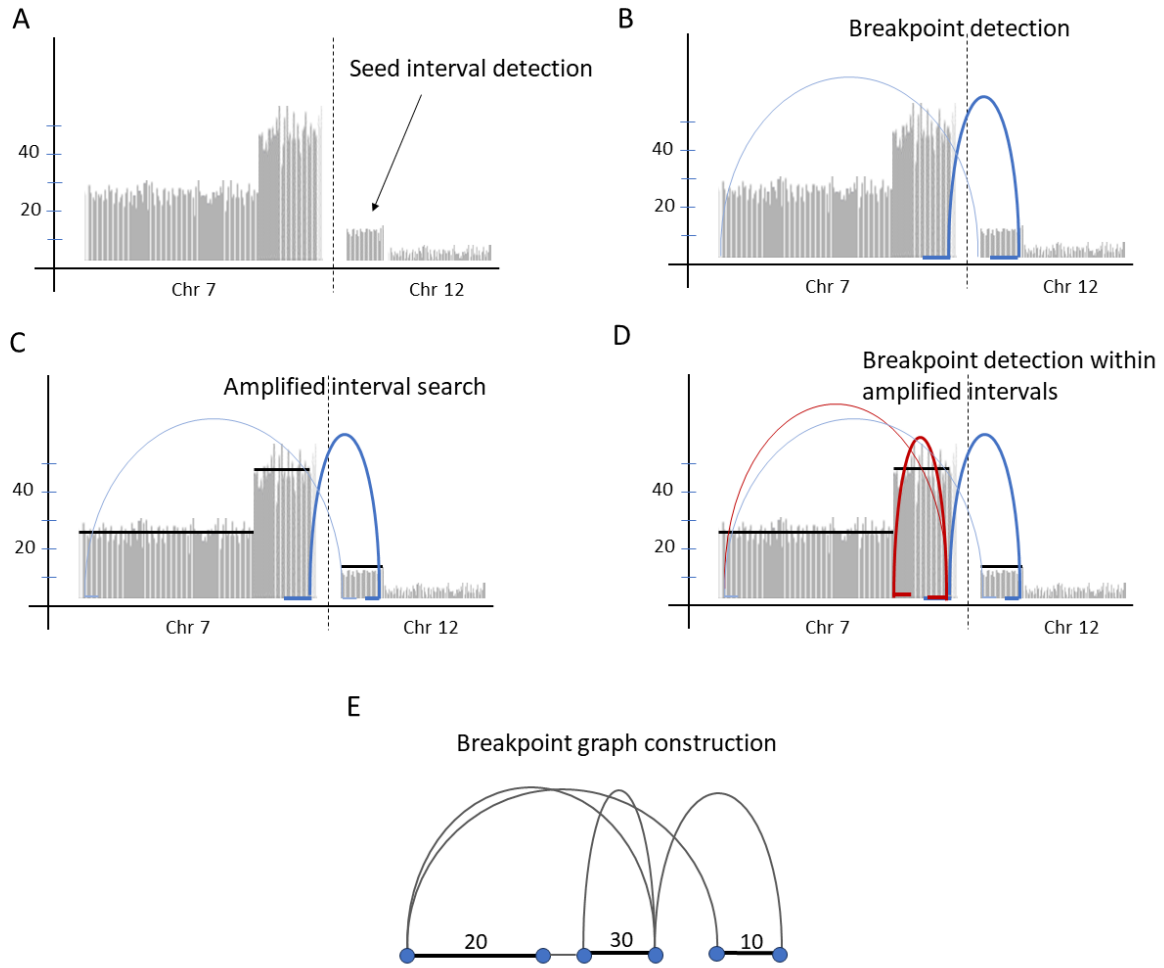 A
Seed interval detection
40
20
Chr 7
Chr 12
B
Breakpoint detection
40
20
Chr 7
Chr 12
C
Amplified interval search
40
20
Chr 7
Chr 12
D
Breakpoint detection within
amplified intervals
40
20
Chr 7
Chr 12
E
Breakpoint graph construction
20
30
10